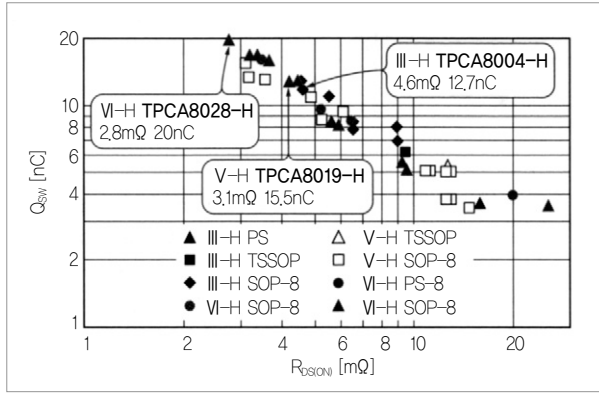 20
10
8
6
4
2
1
Q_SW [nC]
Ⅲ-H TPCA8004-H
4.6mΩ 12.7nC
Ⅵ-H TPCA8028-H
2.8mΩ 20nC
Ⅴ-H TPCA8019-H
3.1mΩ 15.5nC
▲ Ⅲ-H PS
△ Ⅴ-H TSSOP
■ Ⅲ-H TSSOP
□ Ⅴ-H SOP-8
◆ Ⅲ-H SOP-8
● Ⅵ-H PS-8
● Ⅵ-H SOP-8
▲ Ⅵ-H SOP-8
1 2 4 6 8 10 20
R_DS(ON) [mΩ]